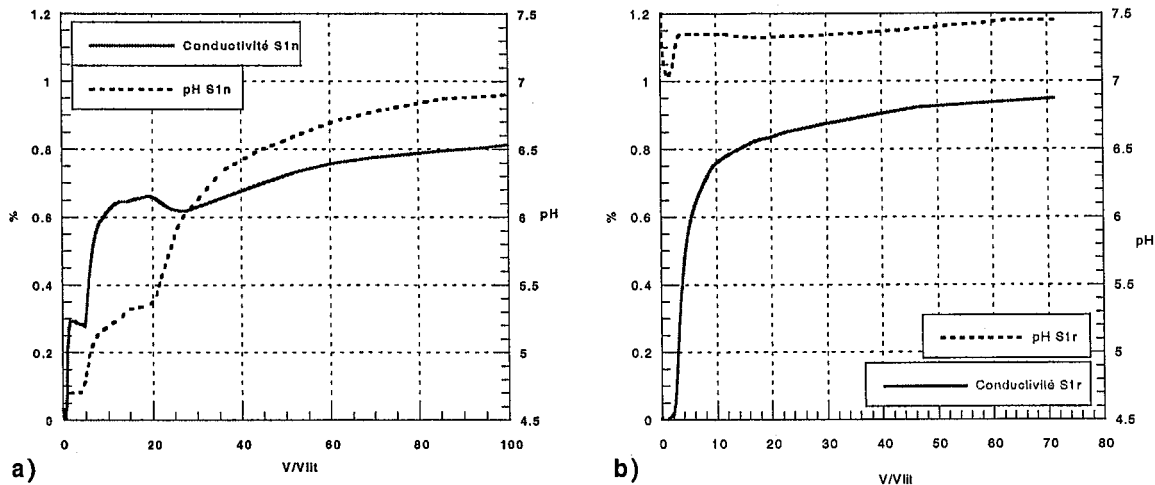 1.2
1
0.8
0.6
0.4
0.2
0
%
Conductivité S1n
pH S1n
7.5
7
6.5
6
5.5
5
4.5
pH
0 20 40 60 80 100
V/Vlit
a)
1.2
1
0.8
0.6
0.4
0.2
0
%
7.5
7
6.5
6
5.5
5
4.5
pH
pH S1r
Conductivité S1r
0 10 20 30 40 50 60 70 80
V/Vlit
b)